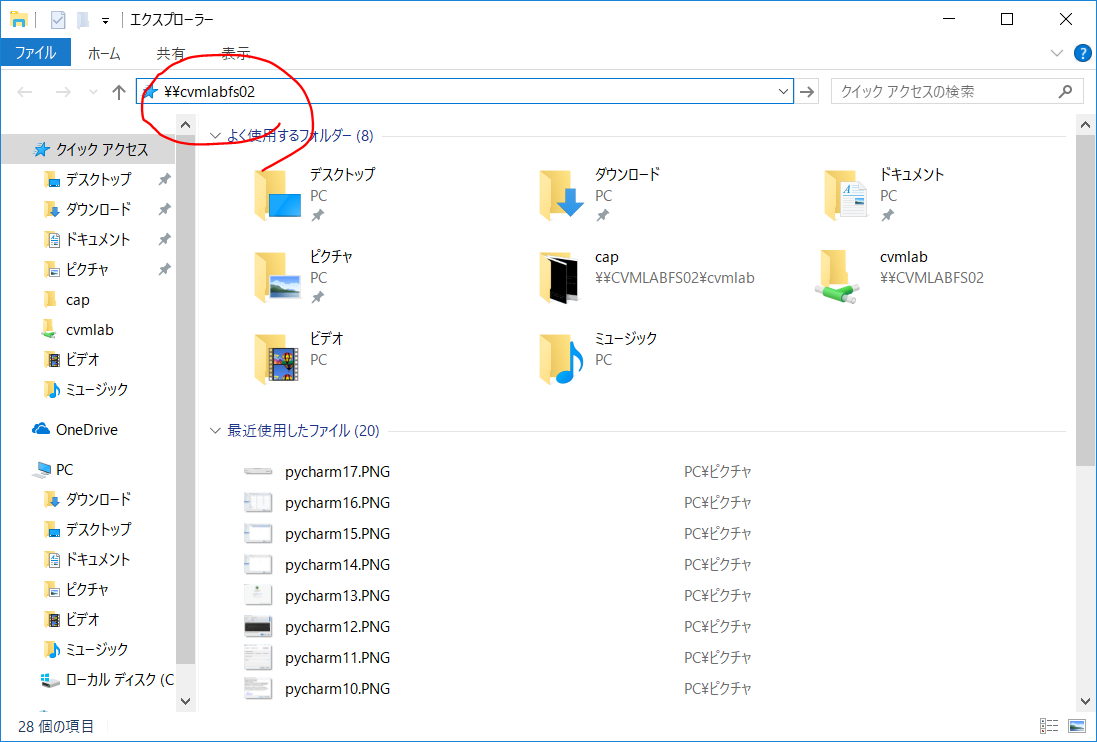 エクスプローラー
ファイル ホーム 共有 表示
¥¥cvmlabfs02 クイック アクセスの検索
クイック アクセス
デスクトップ
ダウンロード
ドキュメント
ピクチャ
cap
cvmlab
ビデオ
ミュージック
OneDrive
PC
ダウンロード
デスクトップ
ドキュメント
ピクチャ
ビデオ
ミュージック
ローカル ディスク (C
よく使用するフォルダー (8)
デスクトップ
PC
ダウンロード
PC
ドキュメント
PC
ピクチャ
PC
cap
¥¥CVMLABFS02¥cvmlab
cvmlab
¥¥CVMLABFS02
ビデオ
PC
ミュージック
PC
最近使用したファイル (20)
pycharm17.PNG PC¥ピクチャ
pycharm16.PNG PC¥ピクチャ
pycharm15.PNG PC¥ピクチャ
pycharm14.PNG PC¥ピクチャ
pycharm13.PNG PC¥ピクチャ
pycharm12.PNG PC¥ピクチャ
pycharm11.PNG PC¥ピクチャ
pycharm10.PNG PC¥ピクチャ
28 個の項目